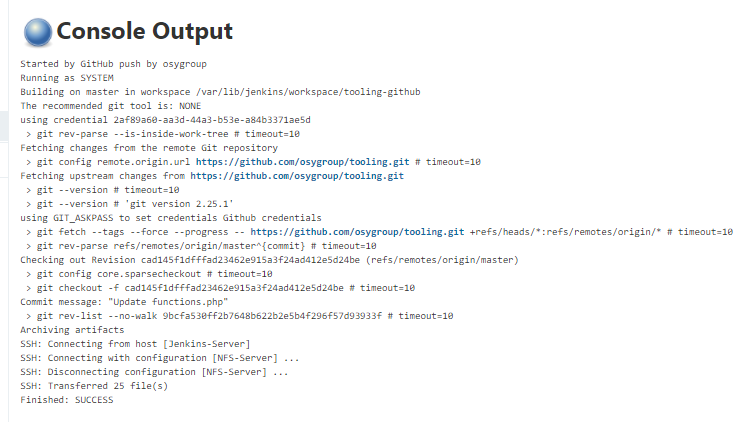 Console Output
Started by GitHub push by osygroup
Running as SYSTEM
Building on master in workspace /var/lib/jenkins/workspace/tooling-github
The recommended git tool is: NONE
using credential 2af89a60-aa3d-44a3-b53e-a84b3371ae5d
> git rev-parse --is-inside-work-tree # timeout=10
Fetching changes from the remote Git repository
> git config remote.origin.url https://github.com/osygroup/tooling.git # timeout=10
Fetching upstream changes from https://github.com/osygroup/tooling.git
> git --version # timeout=10
> git --version # 'git version 2.25.1'
using GIT_ASKPASS to set credentials Github credentials
> git fetch --tags --force --progress -- https://github.com/osygroup/tooling.git +refs/heads/*:refs/remotes/origin/* # timeout=10
> git rev-parse refs/remotes/origin/master^{commit} # timeout=10
Checking out Revision cad145f1dfffad23462e915a3f24ad412e5d24be (refs/remotes/origin/master)
> git config core.sparsecheckout # timeout=10
> git checkout -f cad145f1dfffad23462e915a3f24ad412e5d24be # timeout=10
Commit message: "Update functions.php"
> git rev-list --no-walk 9bcfa530ff2b7648b622b2e5b4f296f57d93933f # timeout=10
Archiving artifacts
SSH: Connecting from host [Jenkins-Server]
SSH: Connecting with configuration [NFS-Server] ...
SSH: Disconnecting configuration [NFS-Server] ...
SSH: Transferred 25 file(s)
Finished: SUCCESS